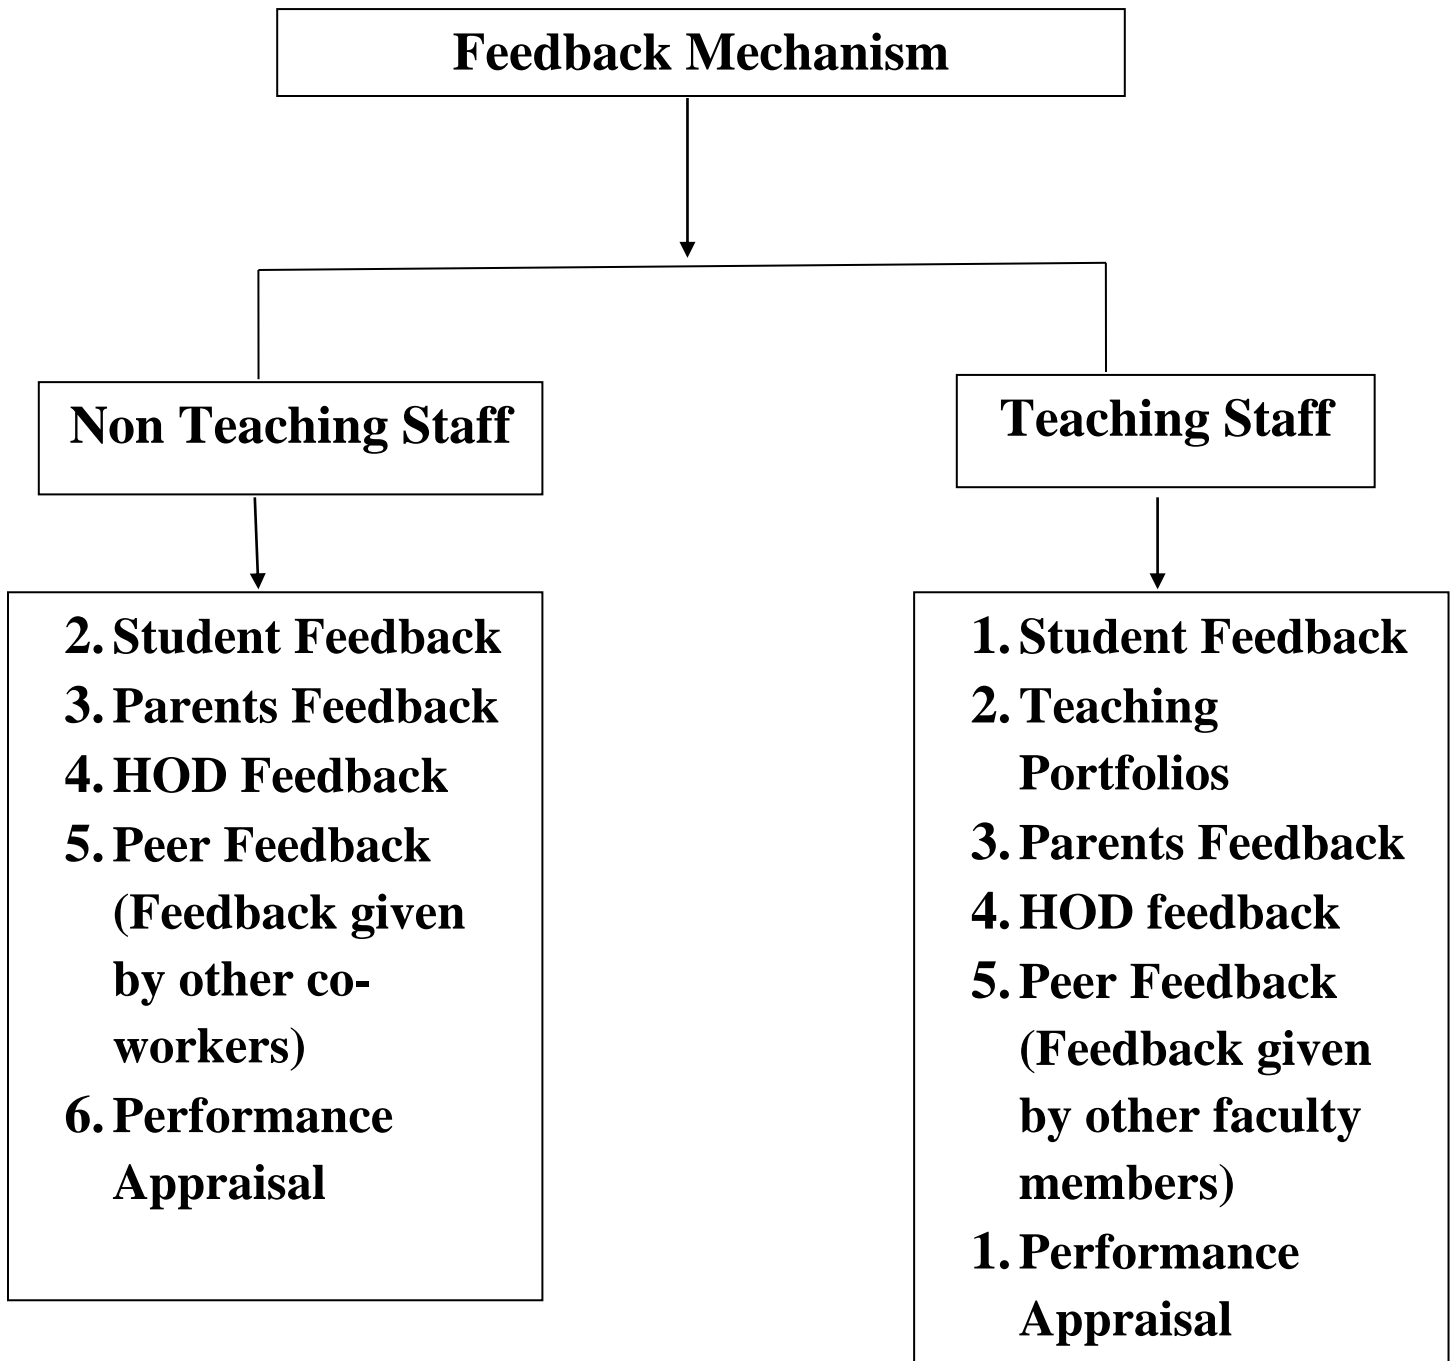 Feedback Mechanism
Non Teaching Staff
Teaching Staff
2. Student Feedback
3. Parents Feedback
4. HOD Feedback
5. Peer Feedback
(Feedback given
by other co-
workers)
6. Performance
Appraisal
1. Student Feedback
2. Teaching
Portfolios
3. Parents Feedback
4. HOD feedback
5. Peer Feedback
(Feedback given
by other faculty
members)
1. Performance
Appraisal